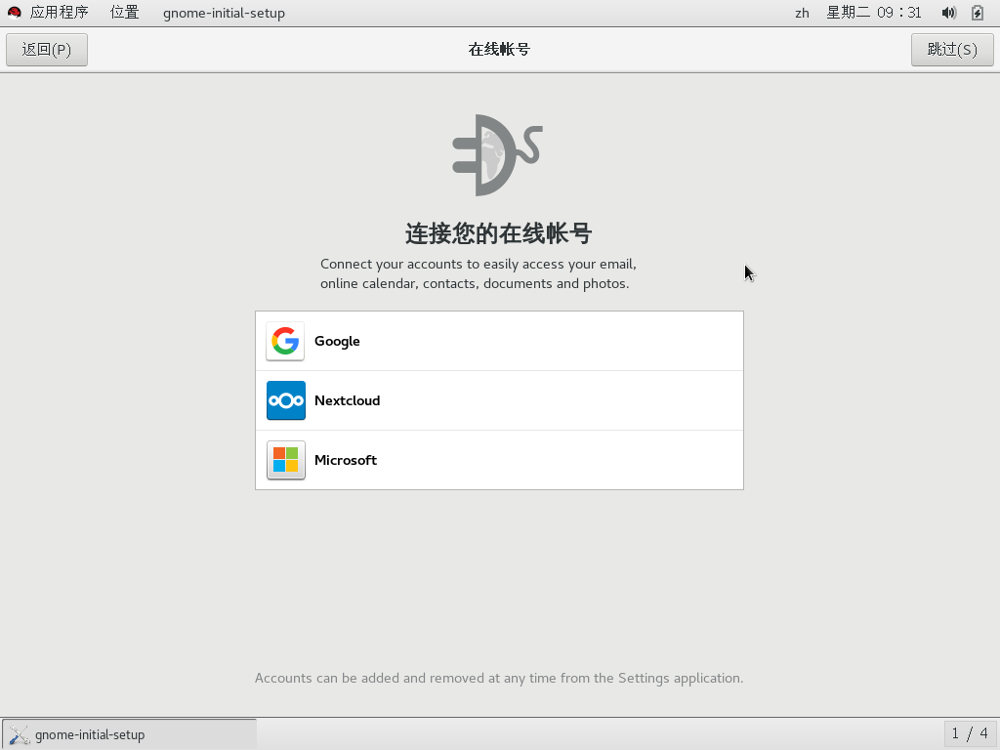 应用程序 位置 gnome-initial-setup zh 星期二 09：31
返回(P) 在线帐号 跳过(S)
连接您的在线帐号
Connect your accounts to easily access your email,
online calendar, contacts, documents and photos.
Google
Nextcloud
Microsoft
Accounts can be added and removed at any time from the Settings application.
gnome-initial-setup 1 / 4